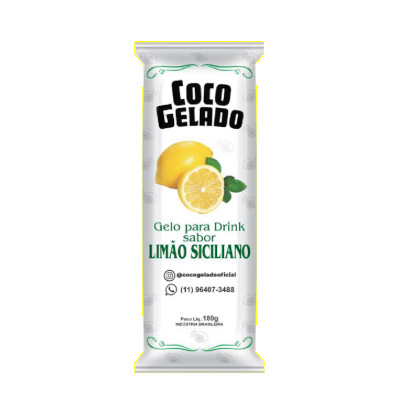 COCO
GELADO
Gelo para Drink
sabor
LIMÃO SICILIANO
@cocogeladooficial
(11) 96407-3488
Peso Líq.:180g
INDÚSTRIA BRASILEIRA